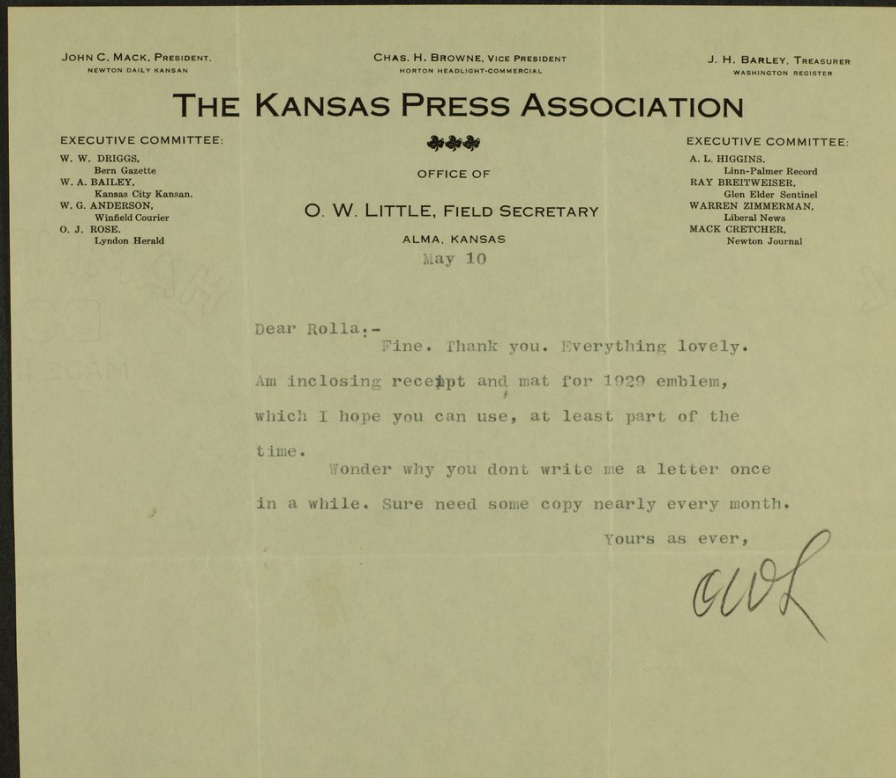 JOHN C. MACK, PRESIDENT,
NEWTON DAILY KANSAN
CHAS. H. BROWNE, VICE PRESIDENT
HORTON HEADLIGHT-COMMERCIAL
J. H. BARLEY, TREASURER
WASHINGTON REGISTER
THE KANSAS PRESS ASSOCIATION
EXECUTIVE COMMITTEE:
W. W. DRIGGS,
Bern Gazette
W. A. BAILEY,
Kansas City Kansan.
W. G. ANDERSON,
Winfield Courier
O. J. ROSE.
Lyndon Herald
OFFICE OF
O. W. LITTLE, FIELD SECRETARY
ALMA, KANSAS
EXECUTIVE COMMITTEE:
A. L. HIGGINS,
Linn-Palmer Record
RAY BREITWEISER,
Glen Elder Sentinel
WARREN ZIMMERMAN,
Liberal News
MACK CRETCHER,
Newton Journal
May 10
Dear Rolla:-
Fine. Thank you. Everything lovely.
Am inclosing receipt and mat for 1929 emblem,
which I hope you can use, at least part of the
time.
Wonder why you dont write me a letter once
in a while. Sure need some copy nearly every month.
Yours as ever,
OWL